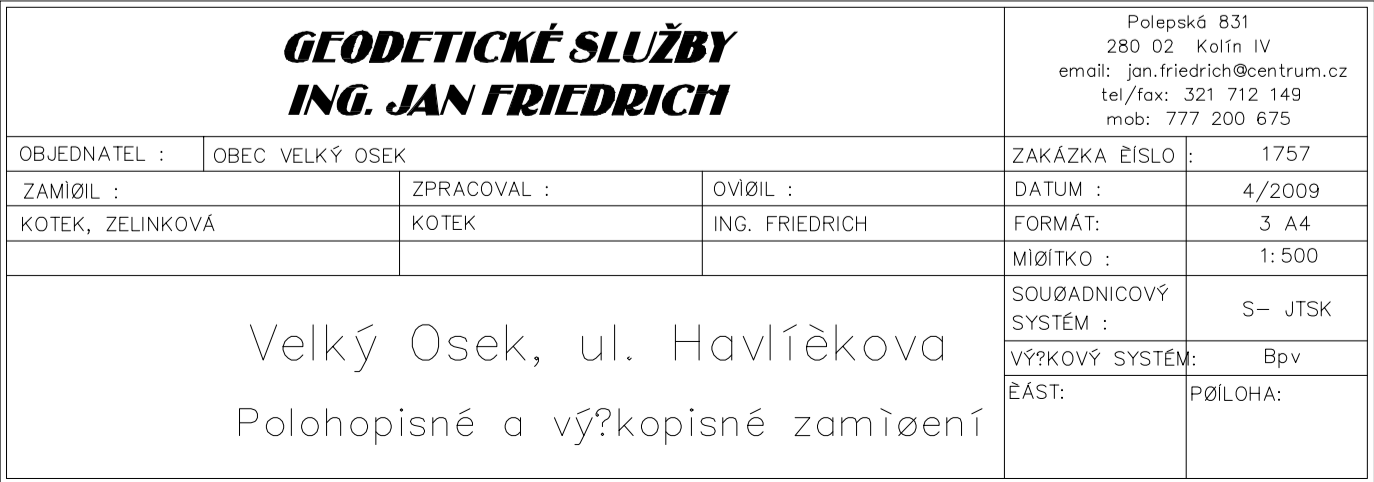 GEODETICKÉ SLUŽBY
ING. JAN FRIEDRICH
Polepská 831
280 02 Kolín IV
email: jan.friedrich@centrum.cz
tel/fax: 321 712 149
mob: 777 200 675
OBJEDNATEL : OBEC VELKÝ OSEK
ZAKÁZKA ÈÍSLO : 1757
ZAMÌØIL : ZPRACOVAL : OVÌØIL :
DATUM : 4/2009
KOTEK, ZELINKOVÁ KOTEK ING. FRIEDRICH
FORMÁT: 3 A4
MÌØÍTKO : 1:500
SOUØADNICOVÝ
SYSTÉM : S- JTSK
Velký Osek, ul. Havlíèkova
VÝ?KOVÝ SYSTÉM: Bpv
Polohopisné a vý?kopisné zamìøení
ÈÁST: PØÍLOHA: